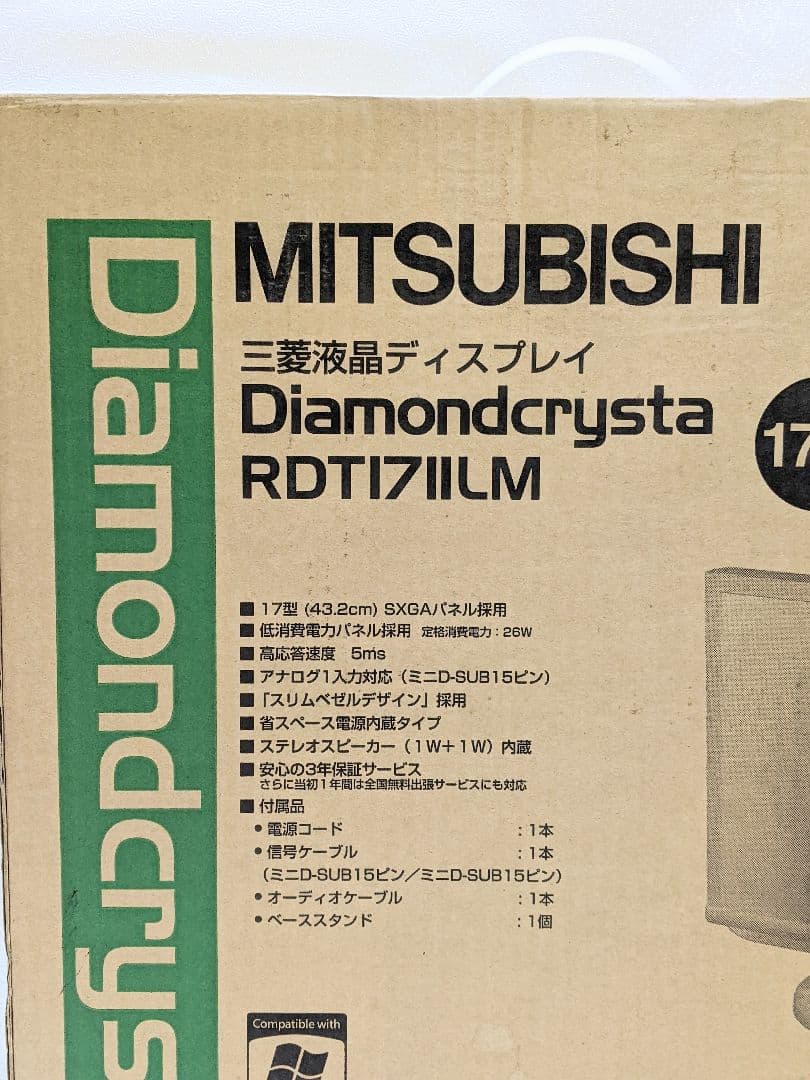 MITSUBISHI
三菱液晶ディスプレイ
Diamondcrysta
RDT1711LM
17
■ 17型 (43.2cm) SXGAパネル採用
■ 低消費電力パネル採用 定格消費電力：26W
■ 高応答速度 5ms
■ アナログ1入力対応（ミニD-SUB15ピン）
■ 「スリムベゼルデザイン」採用
■ 省スペース電源内蔵タイプ
■ ステレオスピーカー（1W＋1W）内蔵
■ 安心の3年保証サービス
さらに当初1年間は全国無料出張サービスにも対応
■ 付属品
• 電源コード ：1本
• 信号ケーブル ：1本
（ミニD-SUB15ピン／ミニD-SUB15ピン）
• オーディオケーブル ：1本
• ベーススタンド ：1個
Compatible with
Diamondcrys